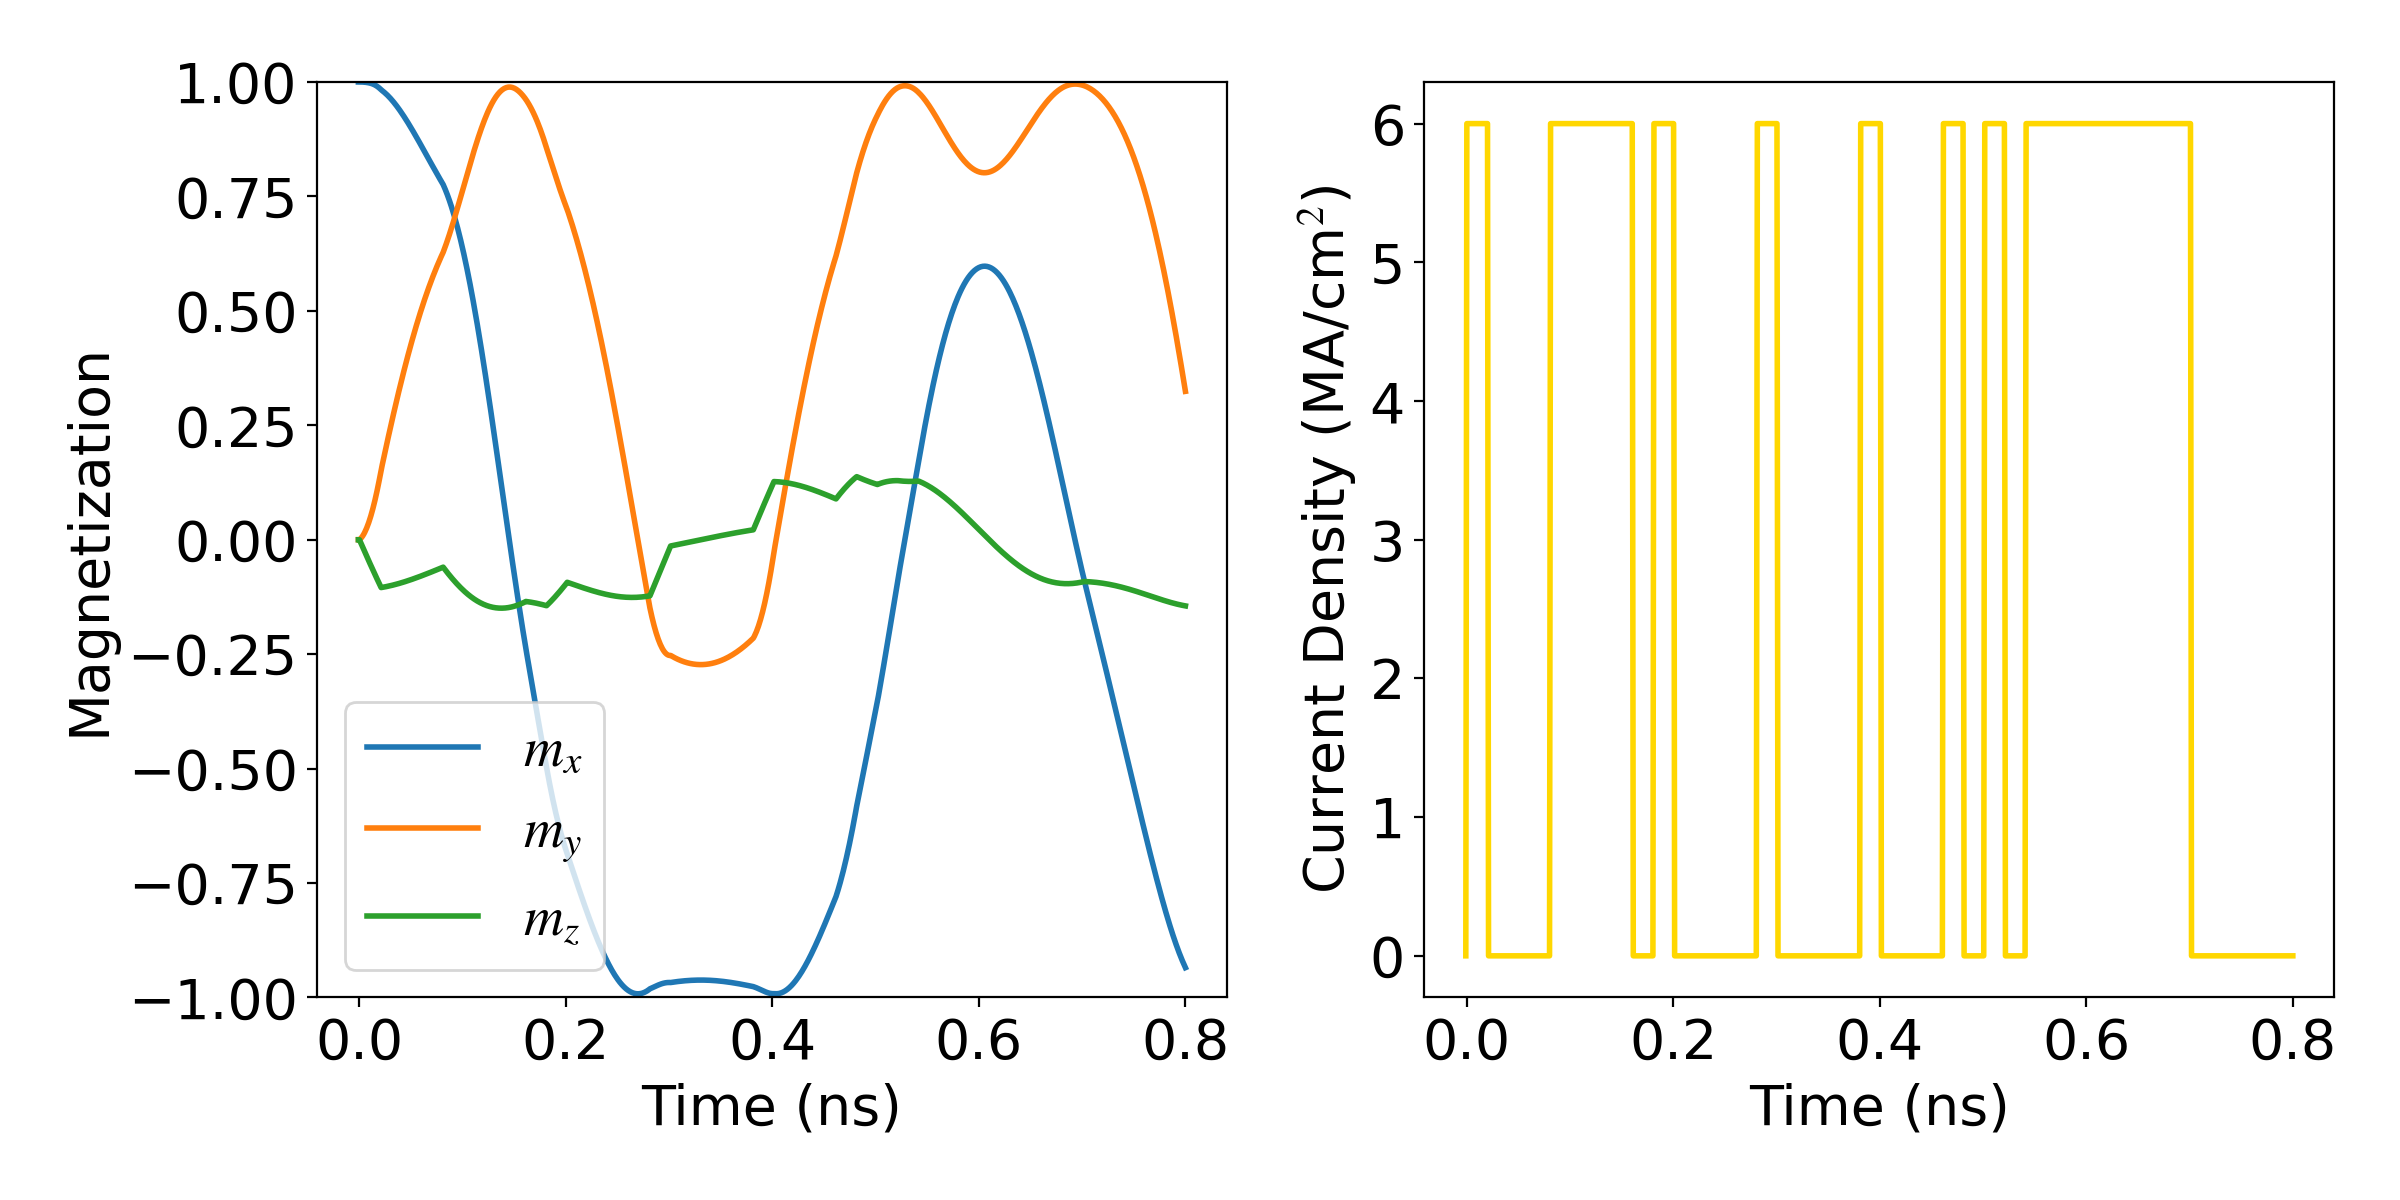 Magnetization
1.00
0.75
0.50
0.25
0.00
−0.25
−0.50
−0.75
−1.00
0.0 0.2 0.4 0.6 0.8
Time (ns)
mₓ
m_y
m_z
Current Density (MA/cm²)
6
5
4
3
2
1
0
0.0 0.2 0.4 0.6 0.8
Time (ns)